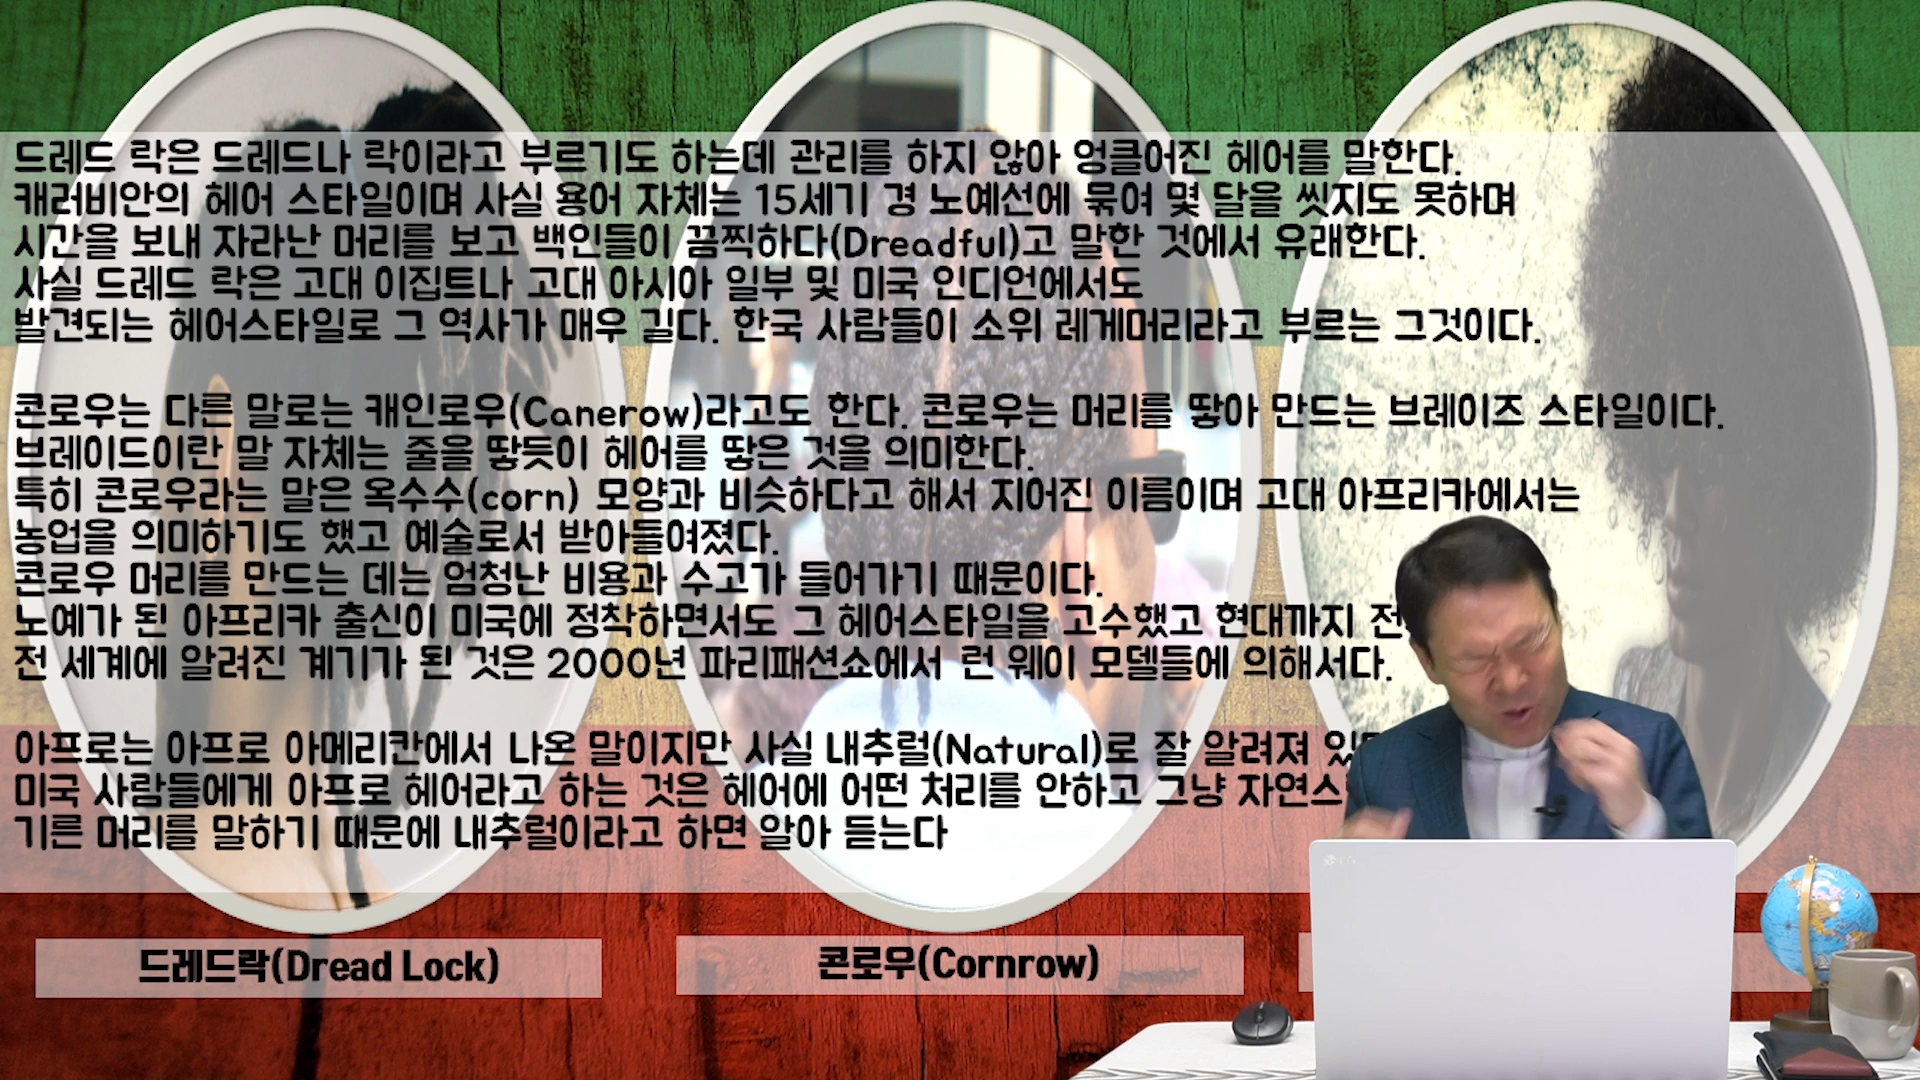 드레드 락은 드레드나 락이라고 부르기도 하는데 관리를 하지 않아 엉클어진 헤어를 말한다.
캐러비안의 헤어 스타일이며 사실 용어 자체는 15세기 경 노예선에 묶여 몇 달을 씻지도 못하며
시간을 보내 자라난 머리를 보고 백인들이 끔찍하다(Dreadful)고 말한 것에서 유래한다.
사실 드레드 락은 고대 이집트나 고대 아시아 일부 및 미국 인디언에서도
발견되는 헤어스타일로 그 역사가 매우 길다. 한국 사람들이 소위 레게머리라고 부르는 그것이다.
콘로우는 다른 말로는 캐인로우(Canerow)라고도 한다. 콘로우는 머리를 땋아 만드는 브레이즈 스타일이다.
브레이드이란 말 자체는 줄을 땋듯이 헤어를 땋은 것을 의미한다.
특히 콘로우라는 말은 옥수수(corn) 모양과 비슷하다고 해서 지어진 이름이며 고대 아프리카에서는
농업을 의미하기도 했고 예술로서 받아들여졌다.
콘로우 머리를 만드는 데는 엄청난 비용과 수고가 들어가기 때문이다.
노예가 된 아프리카 출신이 미국에 정착하면서도 그 헤어스타일을 고수했고 현대까지 전
전 세계에 알려진 계기가 된 것은 2000년 파리패션쇼에서 런 웨이 모델들에 의해서다.
아프로는 아프로 아메리칸에서 나온 말이지만 사실 내추럴(Natural)로 잘 알려져
미국 사람들에게 아프로 헤어라고 하는 것은 헤어에 어떤 처리를 안하고 그냥 자연스
기른 머리를 말하기 때문에 내추럴이라고 하면 알아 듣는다
드레드락(Dread Lock)
콘로우(Cornrow)